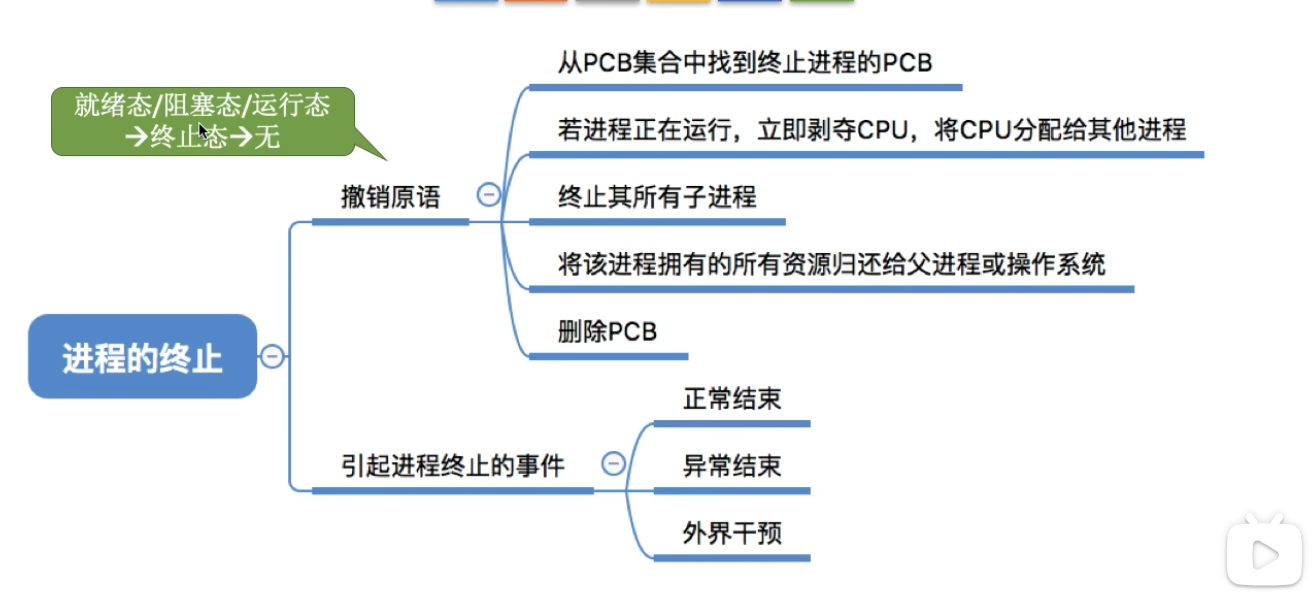 就绪态/阻塞态/运行态
→终止态→无
从PCB集合中找到终止进程的PCB
若进程正在运行，立即剥夺CPU，将CPU分配给其他进程
撤销原语
终止其所有子进程
将该进程拥有的所有资源归还给父进程或操作系统
删除PCB
进程的终止
正常结束
引起进程终止的事件
异常结束
外界干预